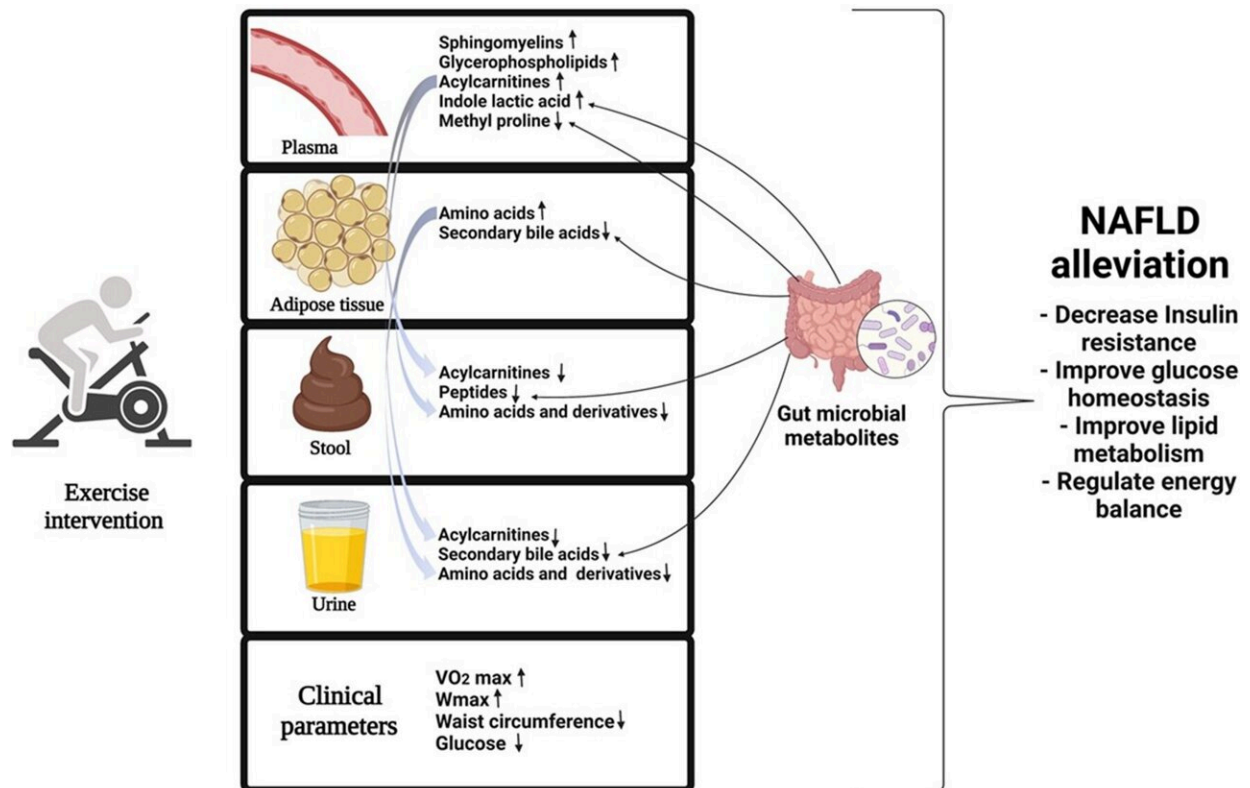 Sphingomyelins ↑
Glycerophospholipids ↑
Acylcarnitines ↑
Indole lactic acid ↑
Methyl proline ↓
Plasma
Amino acids ↑
Secondary bile acids ↓
Adipose tissue
Acylcarnitines ↓
Peptides ↓
Amino acids and derivatives ↓
Stool
Acylcarnitines ↓
Secondary bile acids ↓
Amino acids and derivatives ↓
Urine
Clinical
parameters
VO2 max ↑
Wmax ↑
Waist circumference ↓
Glucose ↓
Exercise
intervention
Gut microbial
metabolites
NAFLD
alleviation
- Decrease Insulin
resistance
- Improve glucose
homeostasis
- Improve lipid
metabolism
- Regulate energy
balance